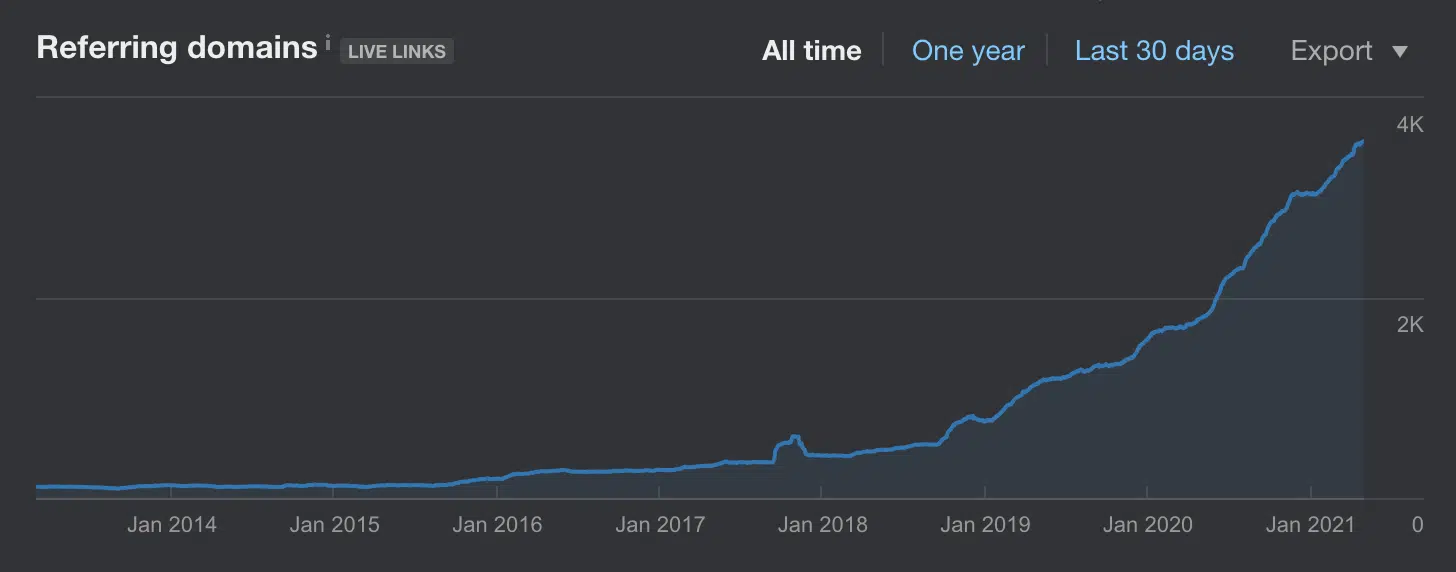 Referring domains i LIVE LINKS All time One year Last 30 days Export ▼
4K
2K
Jan 2014 Jan 2015 Jan 2016 Jan 2017 Jan 2018 Jan 2019 Jan 2020 Jan 2021 0